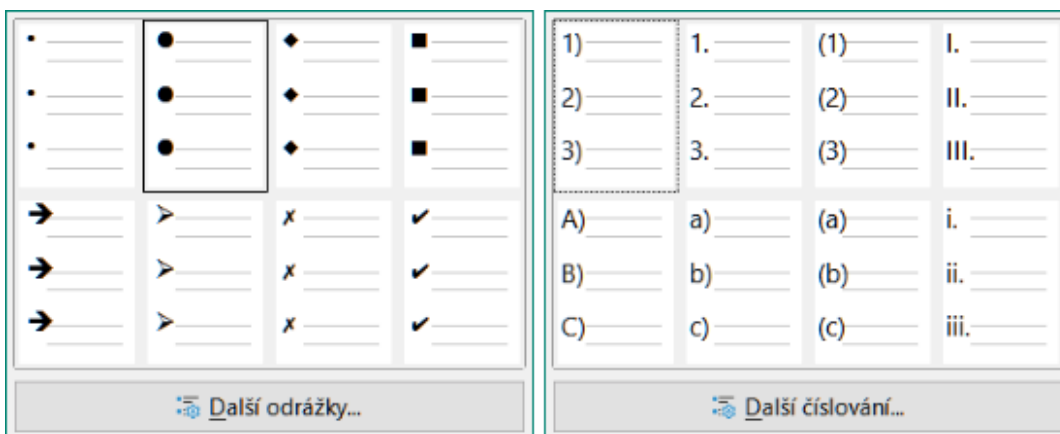 1) 1. (1) I.
2) 2. (2) II.
3) 3. (3) III.
A) a) (a) i.
B) b) (b) ii.
C) c) (c) iii.
Další odrážky...
Další číslování...